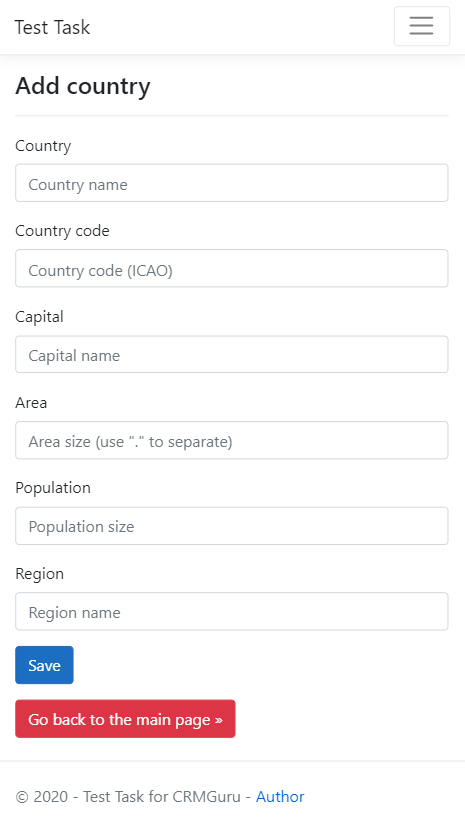 Test Task
Add country
Country
Country name
Country code
Country code (ICAO)
Capital
Capital name
Area
Area size (use "." to separate)
Population
Population size
Region
Region name
Save
Go back to the main page »
© 2020 - Test Task for CRMGuru - Author